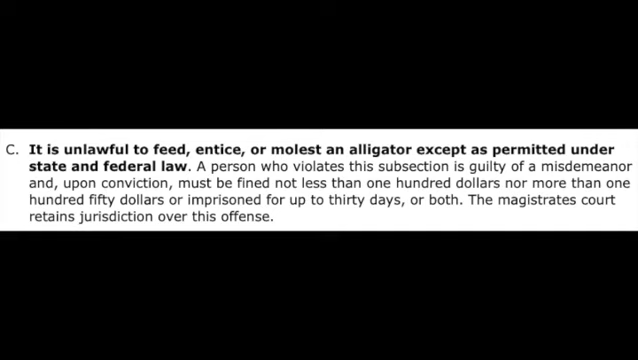 C. It is unlawful to feed, entice, or molest an alligator except as permitted under
state and federal law. A person who violates this subsection is guilty of a misdemeanor
and, upon conviction, must be fined not less than one hundred dollars nor more than one
hundred fifty dollars or imprisoned for up to thirty days, or both. The magistrates court
retains jurisdiction over this offense.